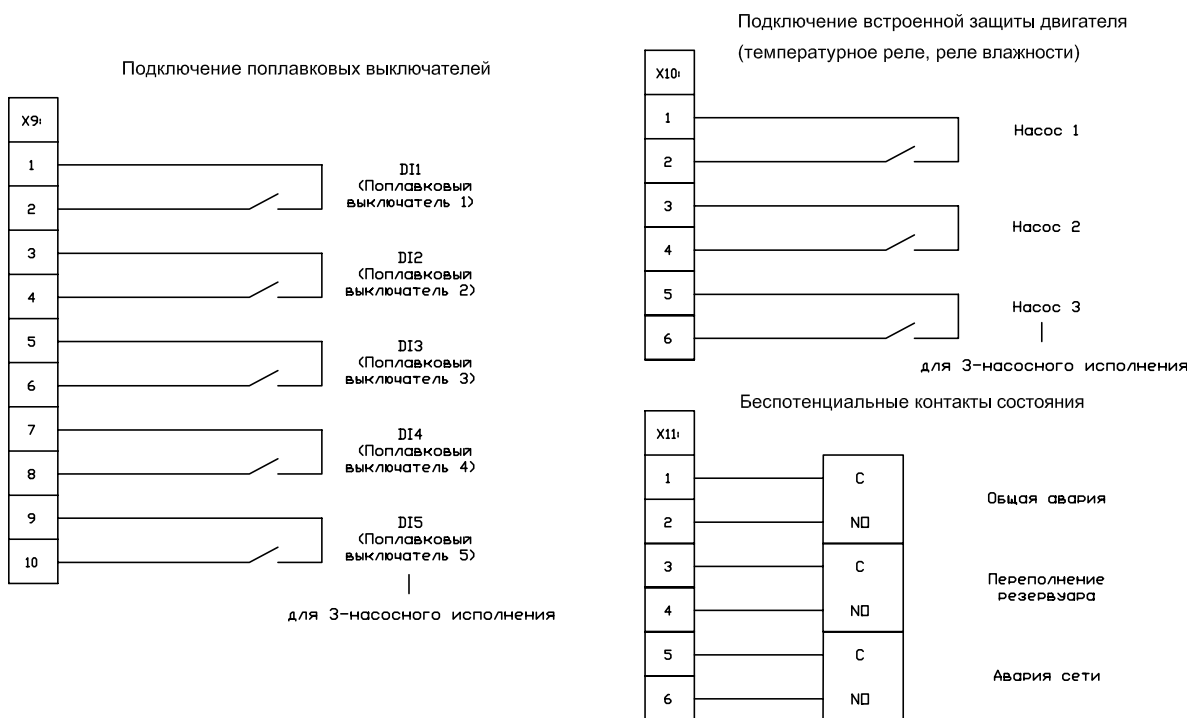 Подключение поплавковых выключателей
X9:
1
2
3
4
5
6
7
8
9
10
DI1
(Поплавковый
выключатель 1)
DI2
(Поплавковый
выключатель 2)
DI3
(Поплавковый
выключатель 3)
DI4
(Поплавковый
выключатель 4)
DI5
(Поплавковый
выключатель 5)
для 3-насосного исполнения
Подключение встроенной защиты двигателя
(температурное реле, реле влажности)
X10:
1
2
3
4
5
6
Насос 1
Насос 2
Насос 3
для 3-насосного исполнения
Беспотенциальные контакты состояния
X11:
1
2
3
4
5
6
C
NO
C
NO
C
NO
Общая авария
Переполнение
резервуара
Авария сети